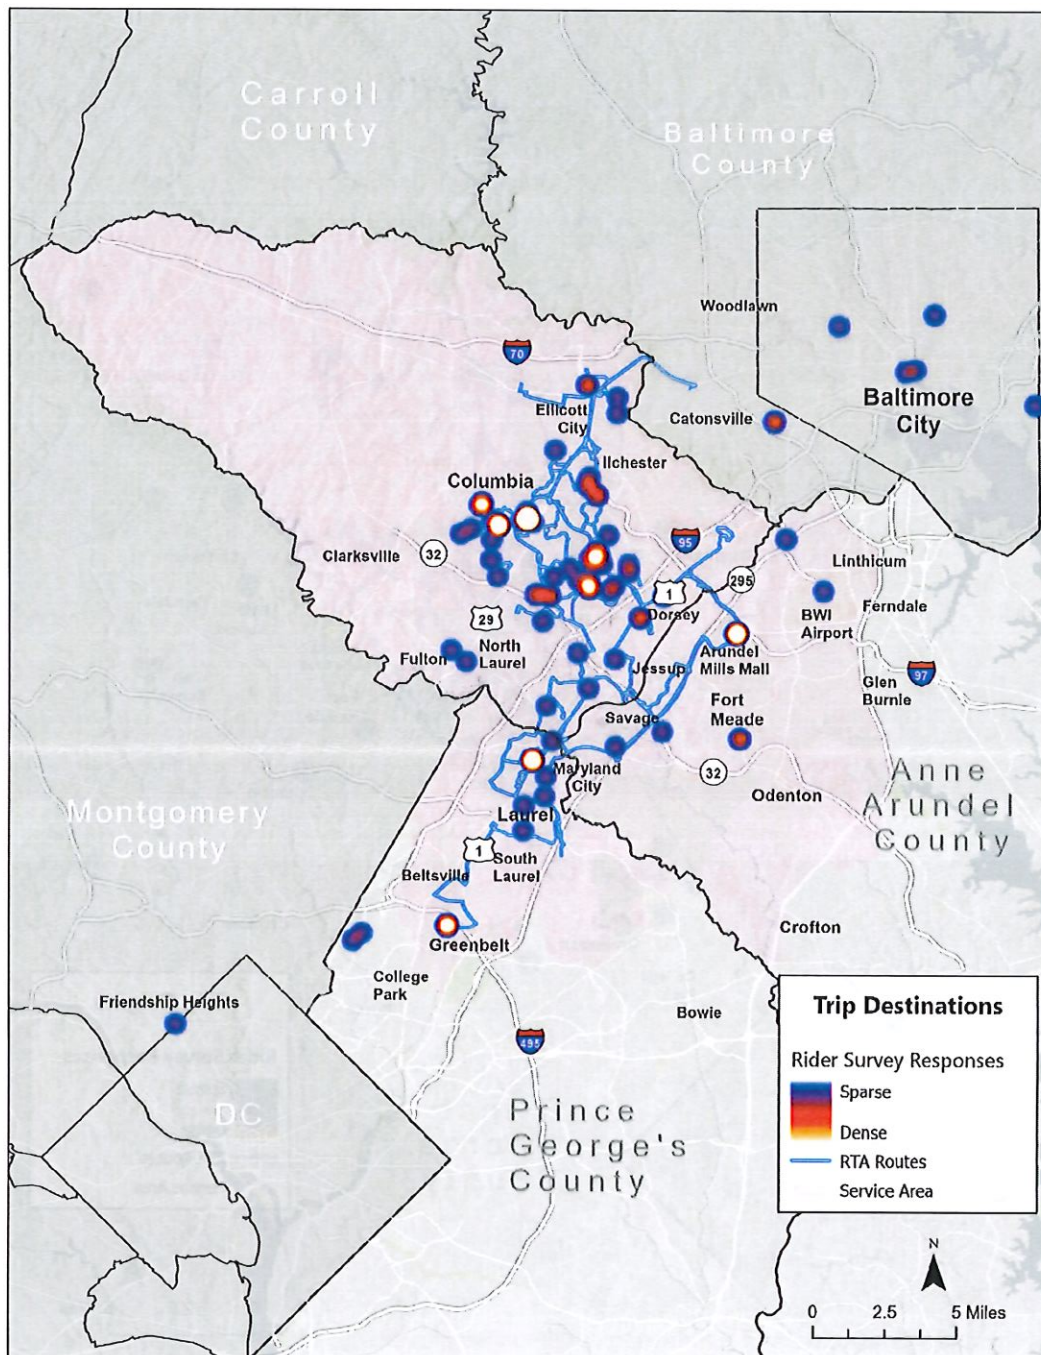 Carroll
County
Baltimore
County
Woodlawn
70
Ellicott
City
Catonsville
Baltimore
City
Ilchester
Columbia
Clarksville
32
95
295
Linthicum
1
Dorsey
BWI
Airport
Ferndale
29
North
Laurel
Fulton
Jessup
Arundel
Mills Mall
97
Glen
Burnie
Savage
Fort
Meade
Maryland
City
32
Odenton
Anne
Arundel
County
Montgomery
County
Laurel
1
South
Laurel
Beltsville
Greenbelt
Crofton
College
Park
Friendship Heights
Bowie
495
DC
Prince
George's
County
Trip Destinations
Rider Survey Responses
Sparse
Dense
RTA Routes
Service Area
N
0 2.5 5 Miles